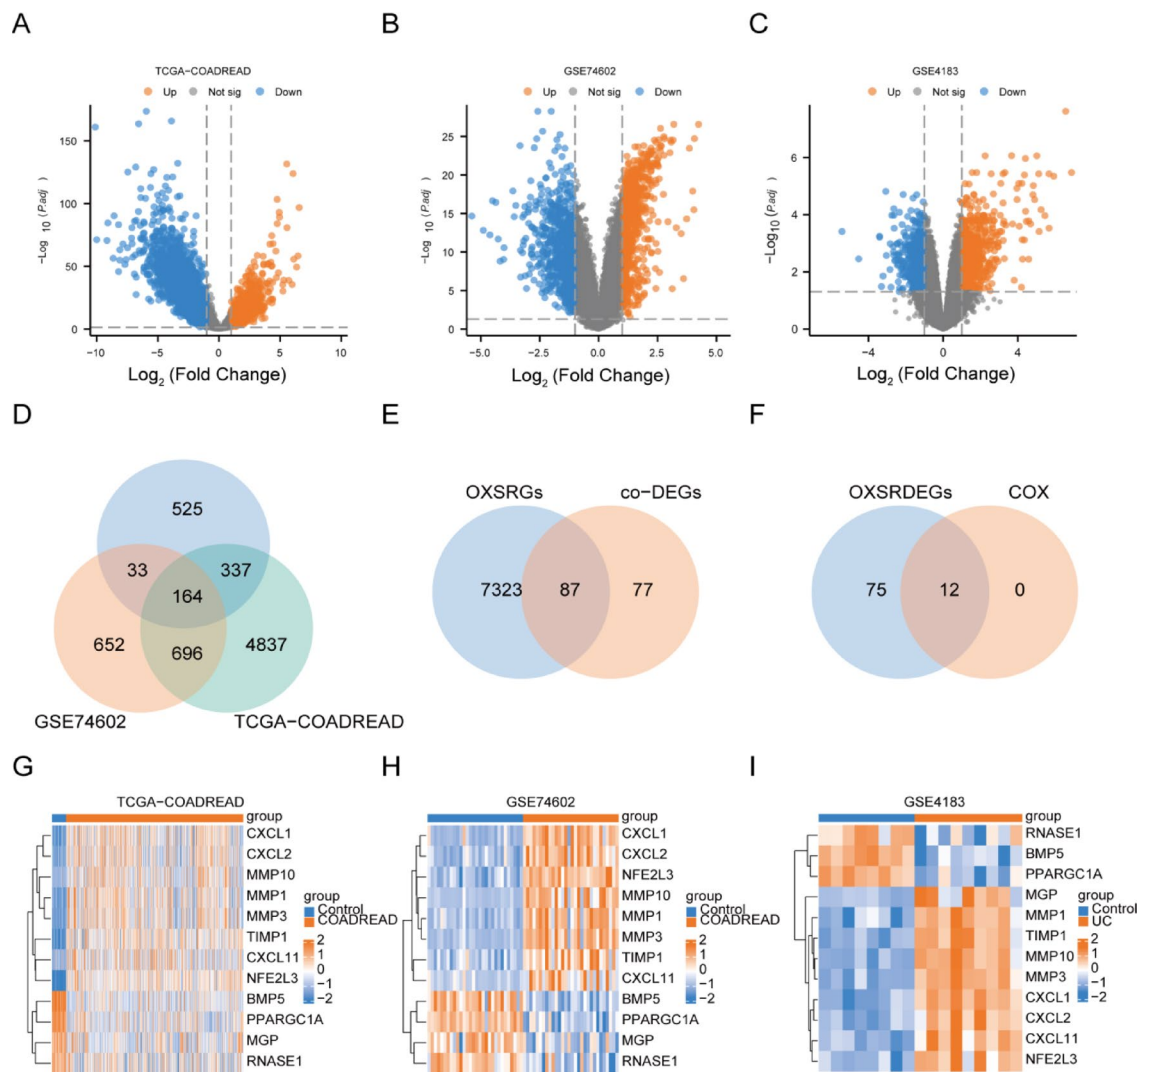 A
B
C
TCGA−COADREAD
Up Not sig Down
−Log 10 (P.adj )
150
100
50
0
−10 −5 0 5 10
Log2 (Fold Change)
GSE74602
Up Not sig Down
−Log 10 (P.adj )
25
20
15
10
5
0
−5.0 −2.5 0.0 2.5 5.0
Log2 (Fold Change)
GSE4183
Up Not sig Down
−Log10 (P.adj )
6
4
2
0
−4 0 4
Log2 (Fold Change)
D
E
F
525
33
337
164
652
696
4837
GSE74602
TCGA−COADREAD
OXSRGs co−DEGs
7323 87 77
OXSRDEGs COX
75 12 0
G
H
I
TCGA−COADREAD
group
CXCL1
CXCL2
MMP10
MMP1
MMP3
TIMP1
CXCL11
NFE2L3
BMP5
PPARGC1A
MGP
RNASE1
group
Control
COADREAD
2
1
0
−1
−2
GSE74602
group
CXCL1
CXCL2
NFE2L3
MMP10
MMP1
MMP3
TIMP1
CXCL11
BMP5
PPARGC1A
MGP
RNASE1
group
Control
COADREAD
2
1
0
−1
−2
GSE4183
group
RNASE1
BMP5
PPARGC1A
MGP
MMP1
TIMP1
MMP10
MMP3
CXCL1
CXCL2
CXCL11
NFE2L3
group
Control
UC
2
1
0
−1
−2